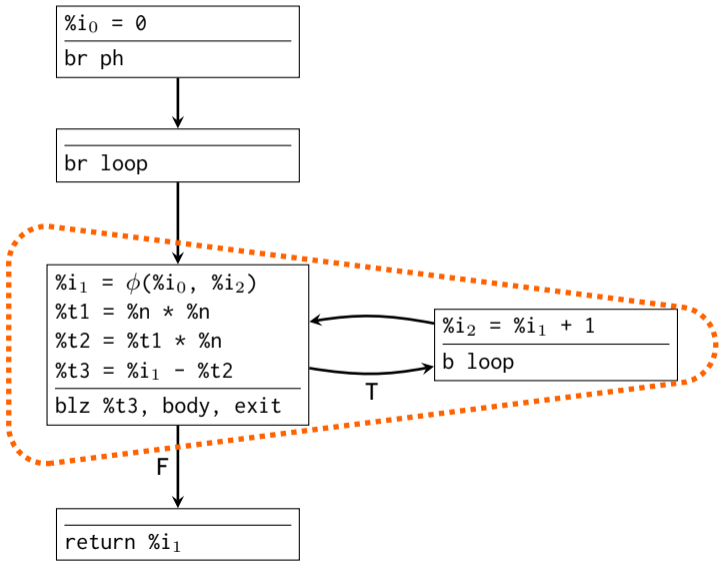 %i₀ = 0
br ph
br loop
%i₁ = ϕ(%i₀, %i₂)
%t1 = %n * %n
%t2 = %t1 * %n
%t3 = %i₁ - %t2
blz %t3, body, exit
%i₂ = %i₁ + 1
b loop
T
F
return %i₁